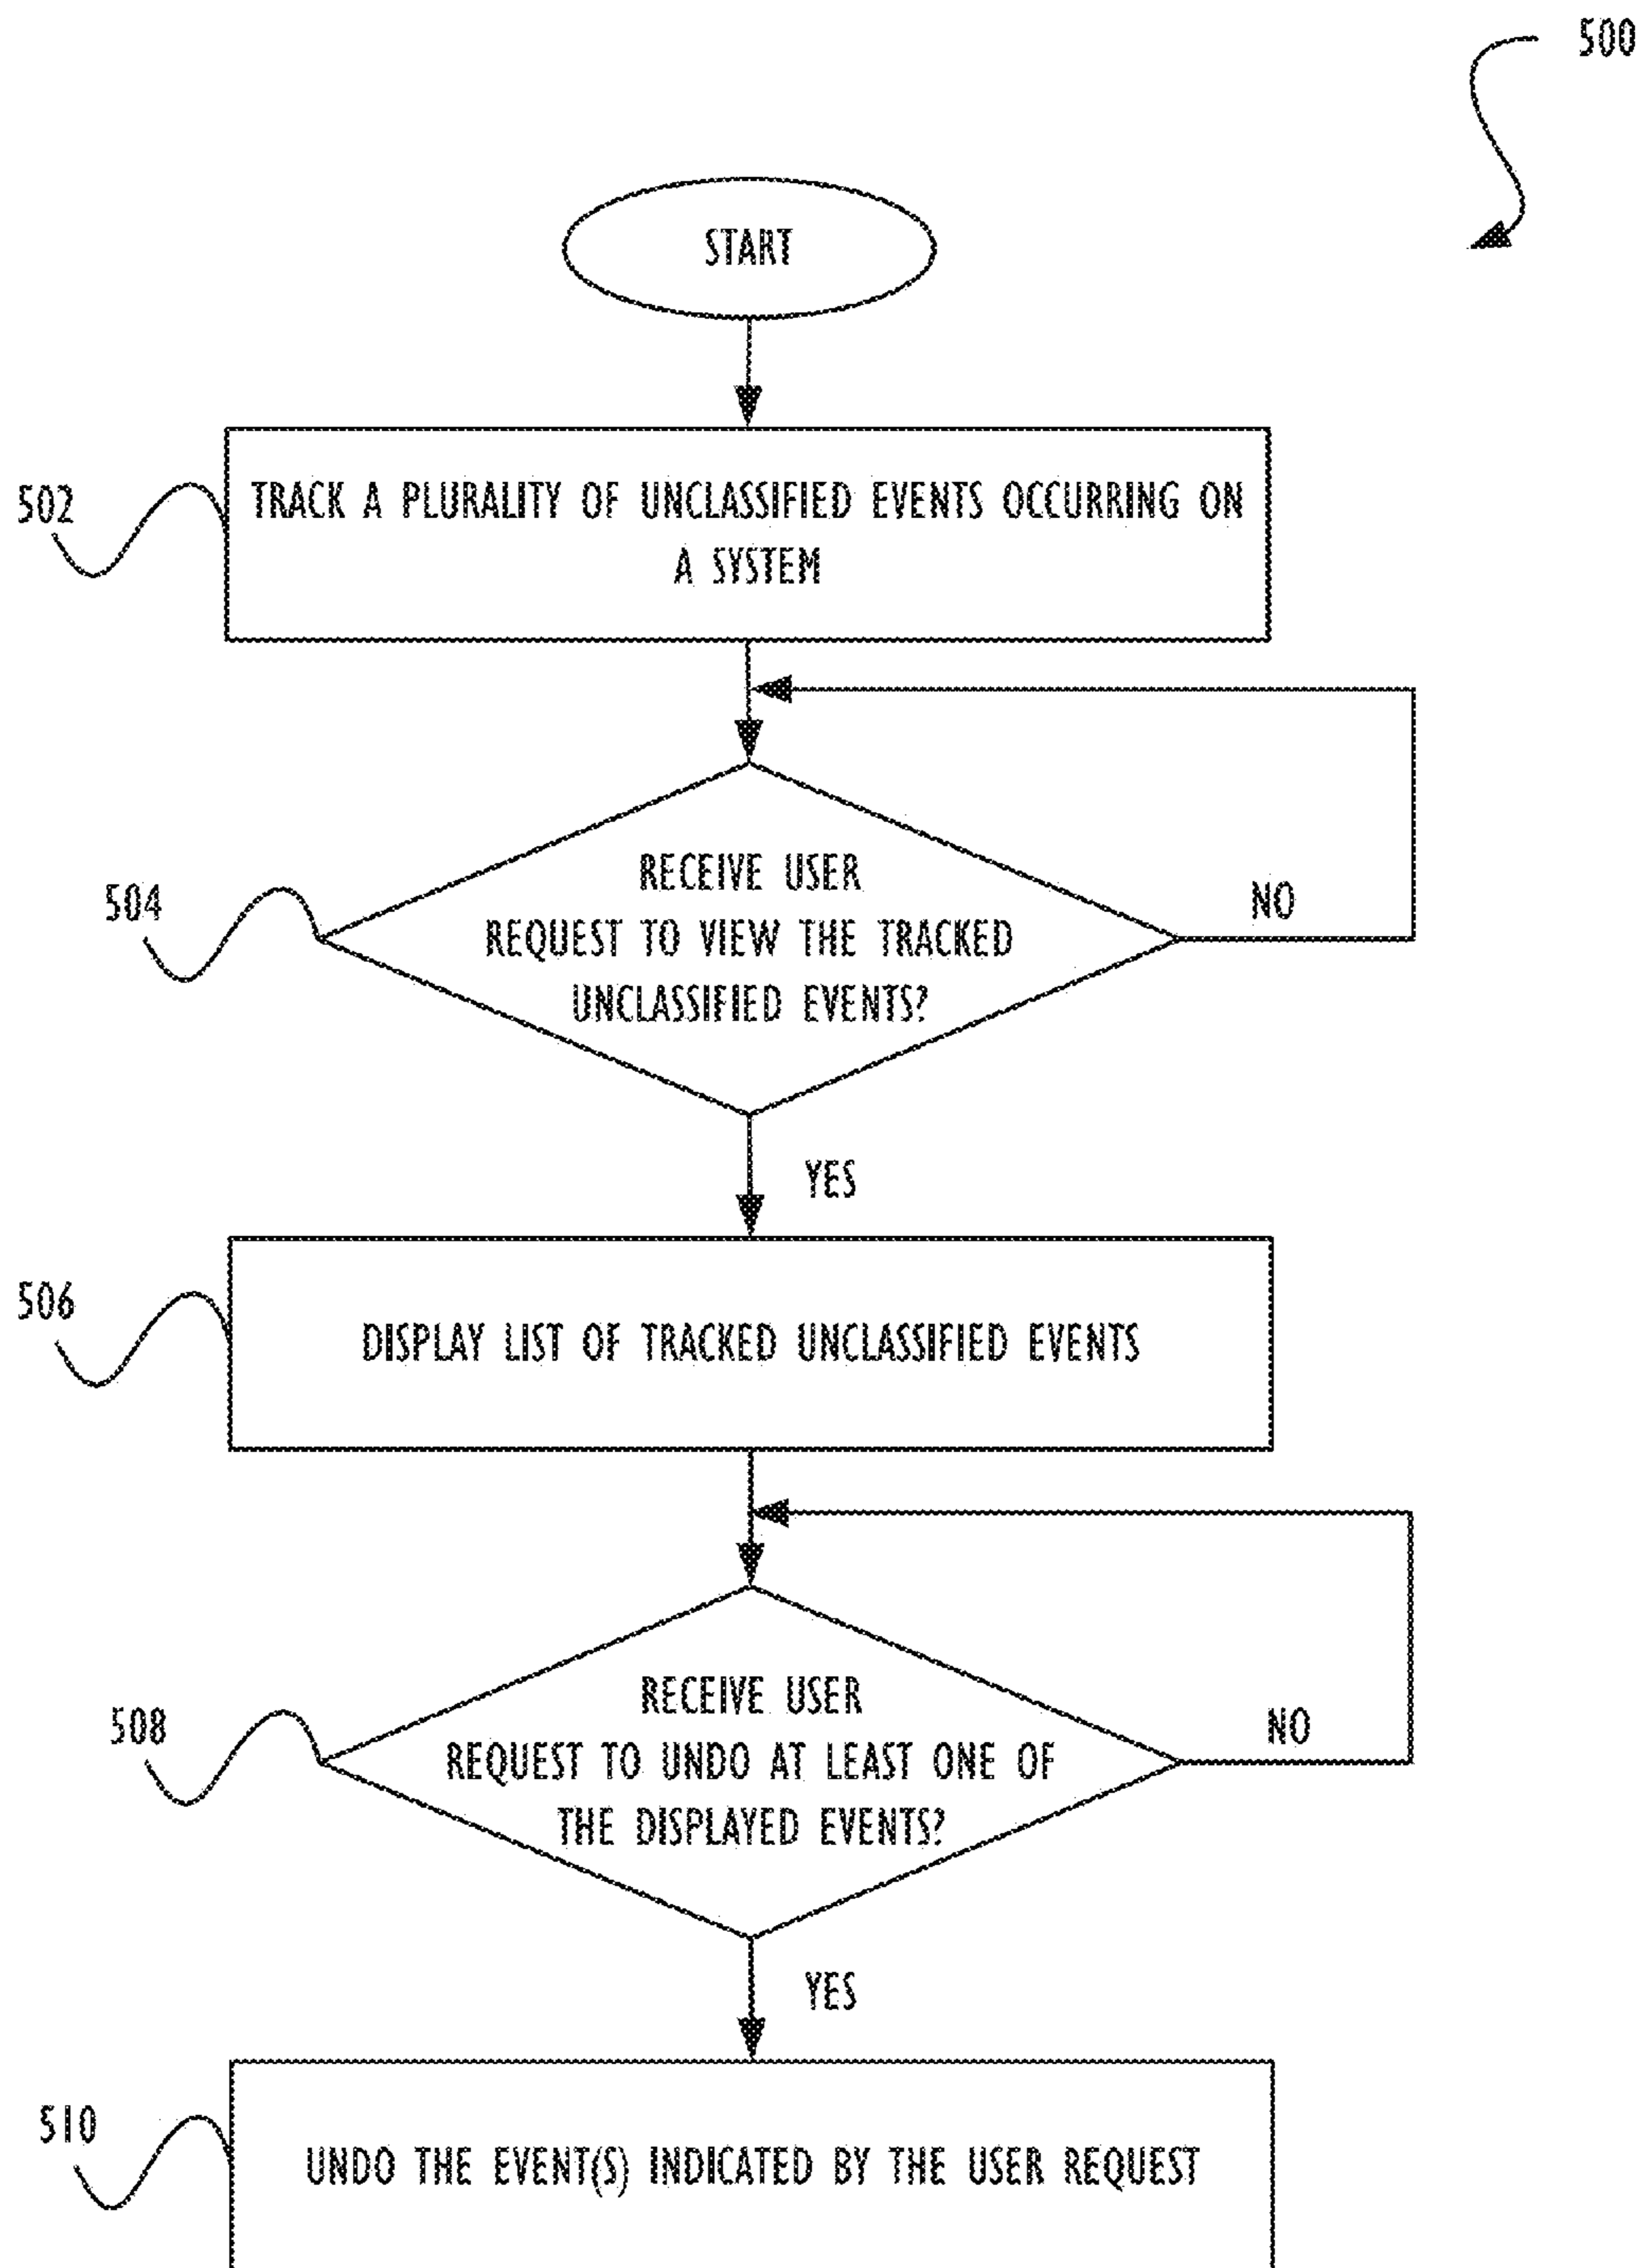 500
START
502
TRACK A PLURALITY OF UNCLASSIFIED EVENTS OCCURRING ON
A SYSTEM
504
RECEIVE USER
REQUEST TO VIEW THE TRACKED
UNCLASSIFIED EVENTS?
NO
YES
506
DISPLAY LIST OF TRACKED UNCLASSIFIED EVENTS
508
RECEIVE USER
REQUEST TO UNDO AT LEAST ONE OF
THE DISPLAYED EVENTS?
NO
YES
510
UNDO THE EVENT(S) INDICATED BY THE USER REQUEST